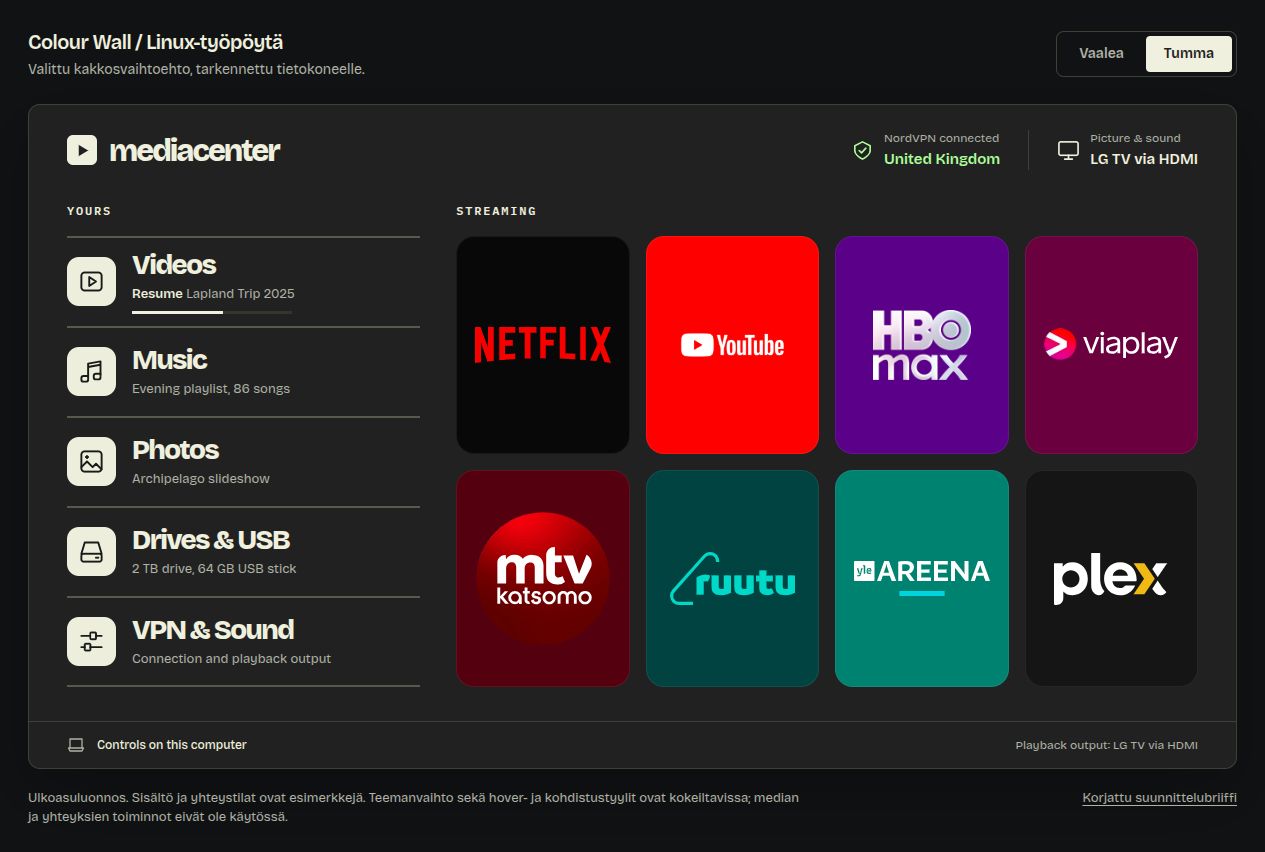 Colour Wall / Linux-työpöytä
Valittu kakkosvaihtoehto, tarkennettu tietokoneelle.
Vaalea
Tumma
mediacenter
NordVPN connected
United Kingdom
Picture & sound
LG TV via HDMI
YOURS
Videos
Resume Lapland Trip 2025
Music
Evening playlist, 86 songs
Photos
Archipelago slideshow
Drives & USB
2 TB drive, 64 GB USB stick
VPN & Sound
Connection and playback output
STREAMING
NETFLIX
YouTube
HBO
max
viaplay
mtv
katsomo
ruutu
yle AREENA
plex
Controls on this computer
Playback output: LG TV via HDMI
Ulkoasuluonnos. Sisältö ja yhteystilat ovat esimerkkejä. Teemanvaihto sekä hover- ja kohdistustyylit ovat kokeiltavissa; median
ja yhteyksien toiminnot eivät ole käytössä.
Korjattu suunnittelubriiffi